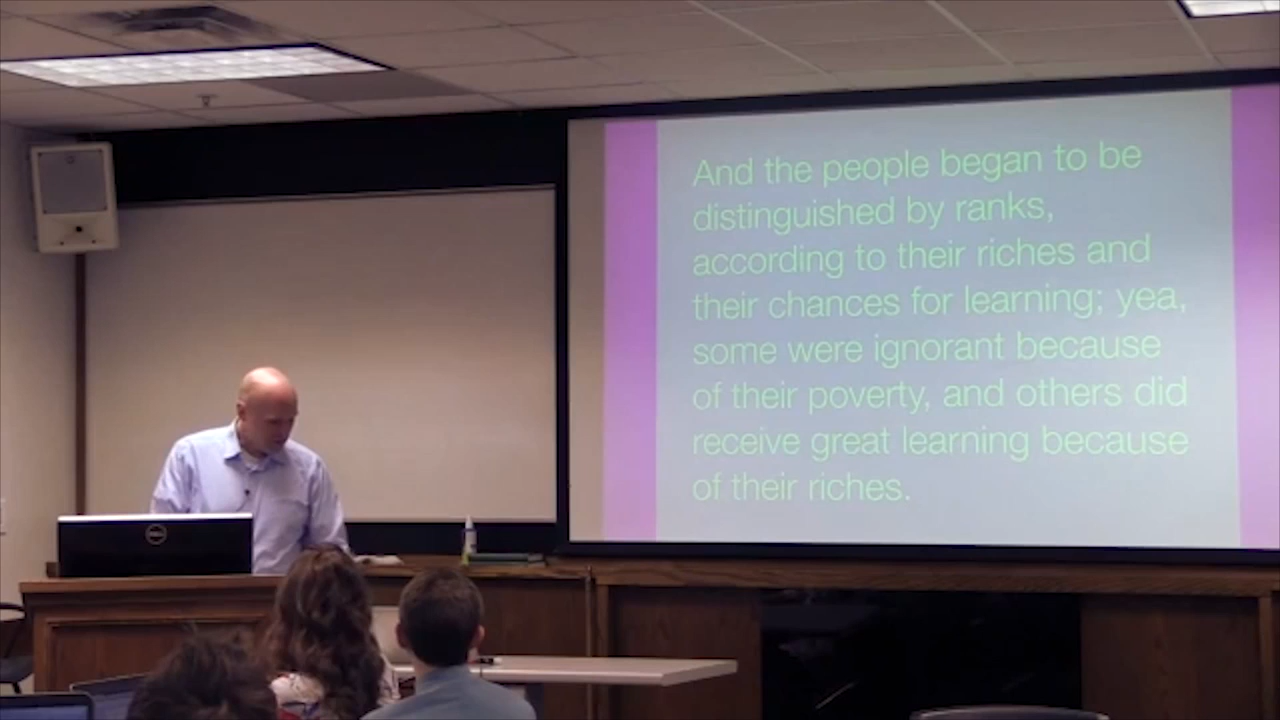 And the people began to be
distinguished by ranks,
according to their riches and
their chances for learning; yea,
some were ignorant because
of their poverty, and others did
receive great learning because
of their riches.
DELL